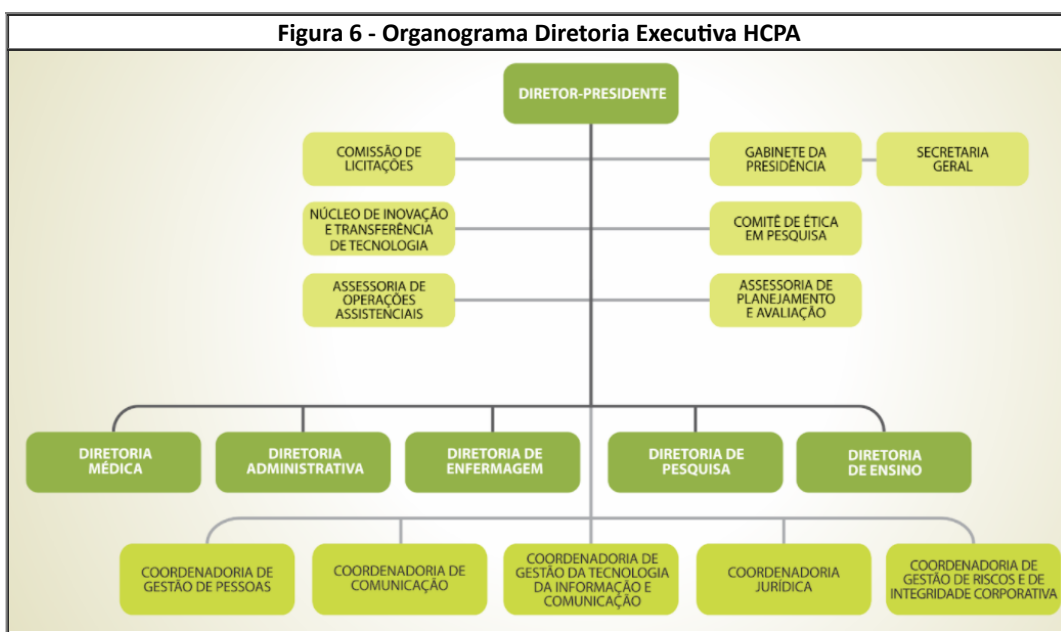 Figura 6 - Organograma Diretoria Executiva HCPA
DIRETOR-PRESIDENTE
COMISSÃO DE
LICITAÇÕES
GABINETE DA
PRESIDÊNCIA
SECRETARIA
GERAL
NÚCLEO DE INOVAÇÃO
E TRANSFERÊNCIA
DE TECNOLOGIA
COMITÊ DE ÉTICA
EM PESQUISA
ASSESSORIA DE
OPERAÇÕES
ASSISTENCIAIS
ASSESSORIA DE
PLANEJAMENTO
E AVALIAÇÃO
DIRETORIA
MÉDICA
DIRETORIA
ADMINISTRATIVA
DIRETORIA DE
ENFERMAGEM
DIRETORIA DE
PESQUISA
DIRETORIA
DE ENSINO
COORDENADORIA DE
GESTÃO DE PESSOAS
COORDENADORIA DE
COMUNICAÇÃO
COORDENADORIA DE
GESTÃO DA TECNOLOGIA
DA INFORMAÇÃO E
COMUNICAÇÃO
COORDENADORIA
JURÍDICA
COORDENADORIA DE
GESTÃO DE RISCOS E DE
INTEGRIDADE CORPORATIVA